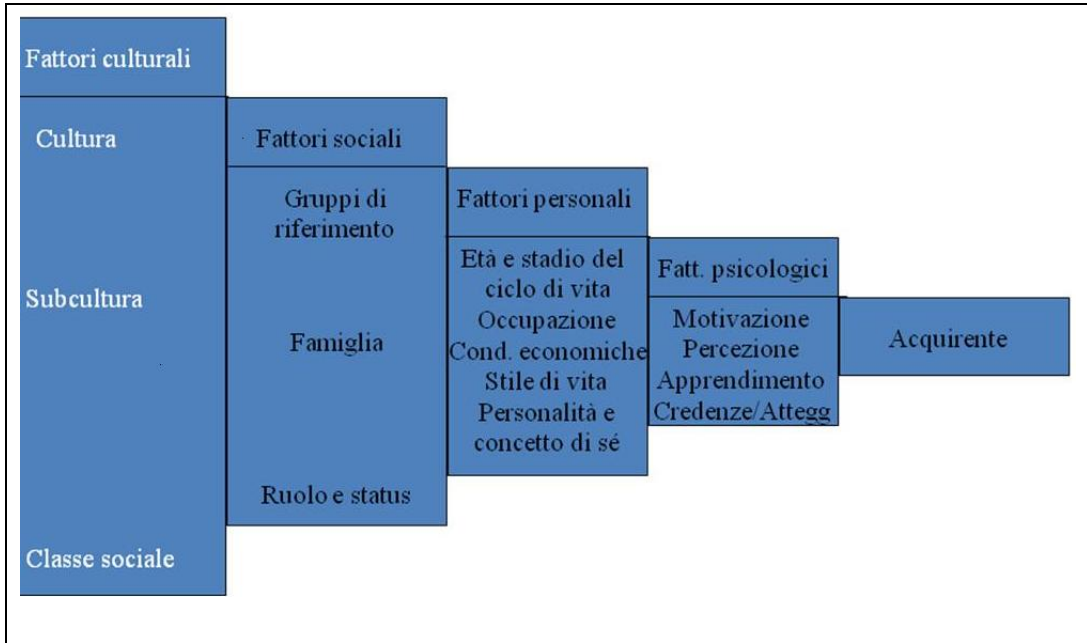 Fattori culturali
Cultura
Subcultura
Classe sociale
Fattori sociali
Gruppi di
riferimento
Famiglia
Ruolo e status
Fattori personali
Età e stadio del
ciclo di vita
Occupazione
Cond. economiche
Stile di vita
Personalità e
concetto di sé
Fatt. psicologici
Motivazione
Percezione
Apprendimento
Credenze/Attegg
Acquirente